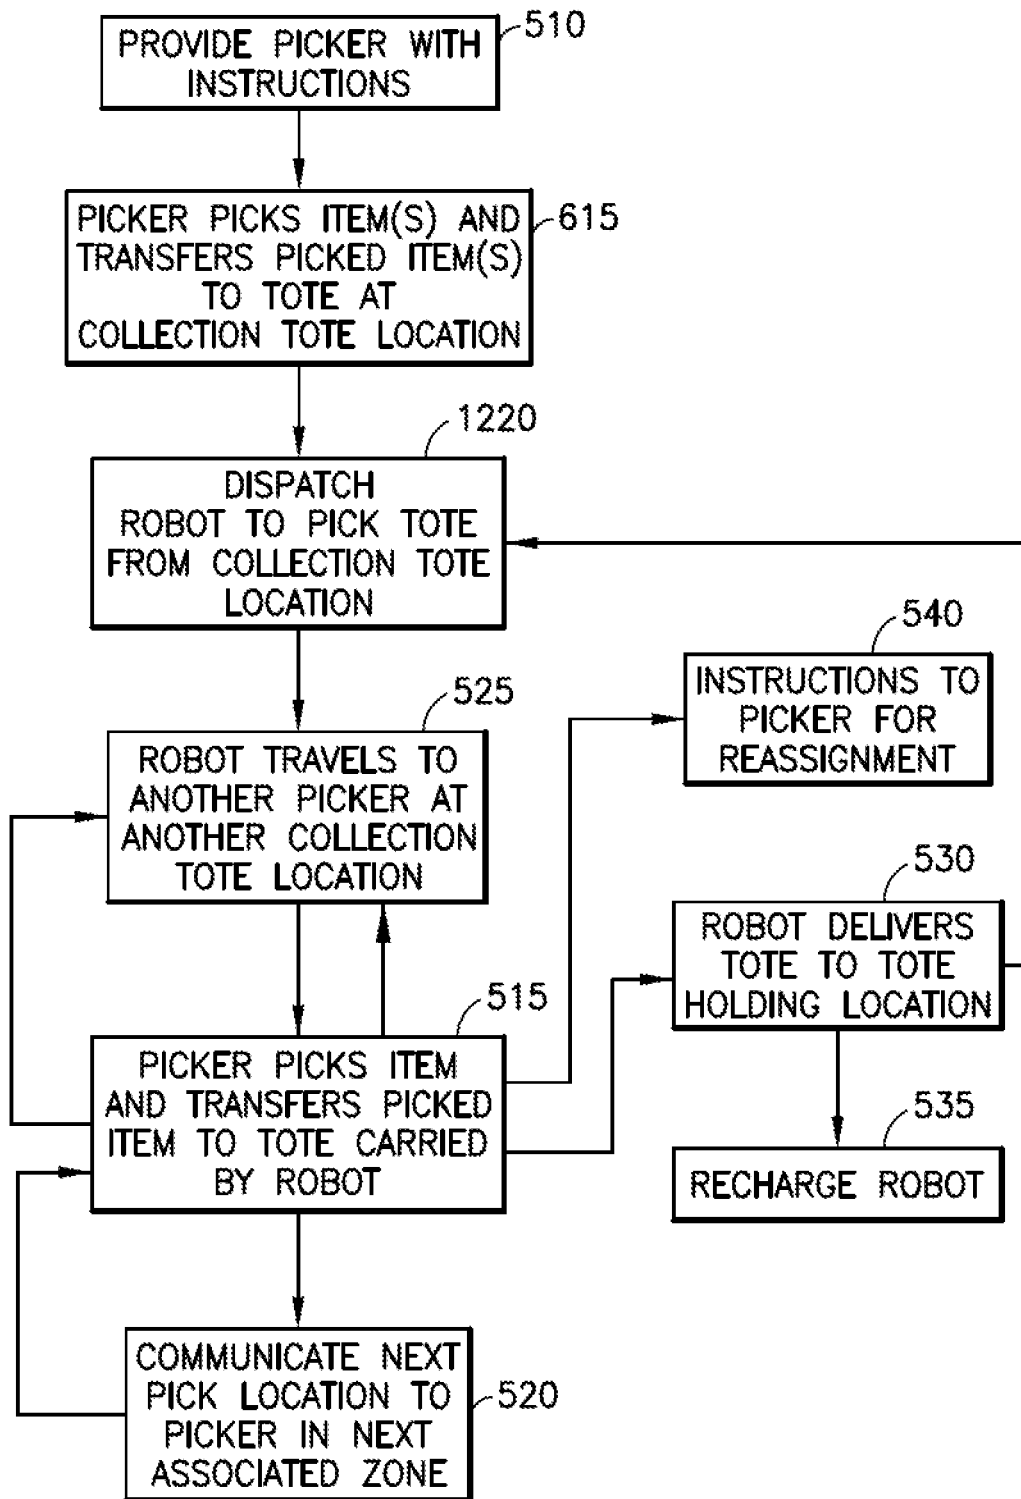 510
PROVIDE PICKER WITH
INSTRUCTIONS
615
PICKER PICKS ITEM(S) AND
TRANSFERS PICKED ITEM(S)
TO TOTE AT
COLLECTION TOTE LOCATION
1220
DISPATCH
ROBOT TO PICK TOTE
FROM COLLECTION TOTE
LOCATION
525
ROBOT TRAVELS TO
ANOTHER PICKER AT
ANOTHER COLLECTION
TOTE LOCATION
540
INSTRUCTIONS TO
PICKER FOR
REASSIGNMENT
530
ROBOT DELIVERS
TOTE TO TOTE
HOLDING LOCATION
515
PICKER PICKS ITEM
AND TRANSFERS PICKED
ITEM TO TOTE CARRIED
BY ROBOT
535
RECHARGE ROBOT
520
COMMUNICATE NEXT
PICK LOCATION TO
PICKER IN NEXT
ASSOCIATED ZONE